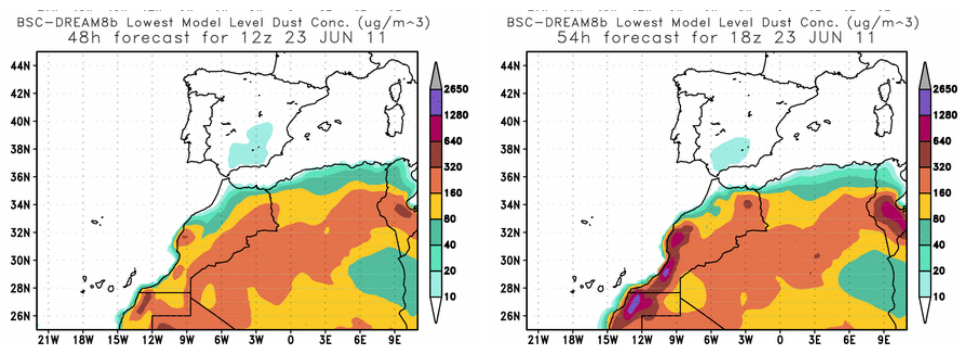 BSC-DREAM8b Lowest Model Level Dust Conc. (ug/m^3)
48h forecast for 12z 23 JUN 11
44N
42N
40N
38N
36N
34N
32N
30N
28N
26N
21W 18W 15W 12W 9W 6W 3W 0 3E 6E 9E
2650
1280
640
320
160
80
40
20
10
BSC-DREAM8b Lowest Model Level Dust Conc. (ug/m^3)
54h forecast for 18z 23 JUN 11
44N
42N
40N
38N
36N
34N
32N
30N
28N
26N
21W 18W 15W 12W 9W 6W 3W 0 3E 6E 9E
2650
1280
640
320
160
80
40
20
10